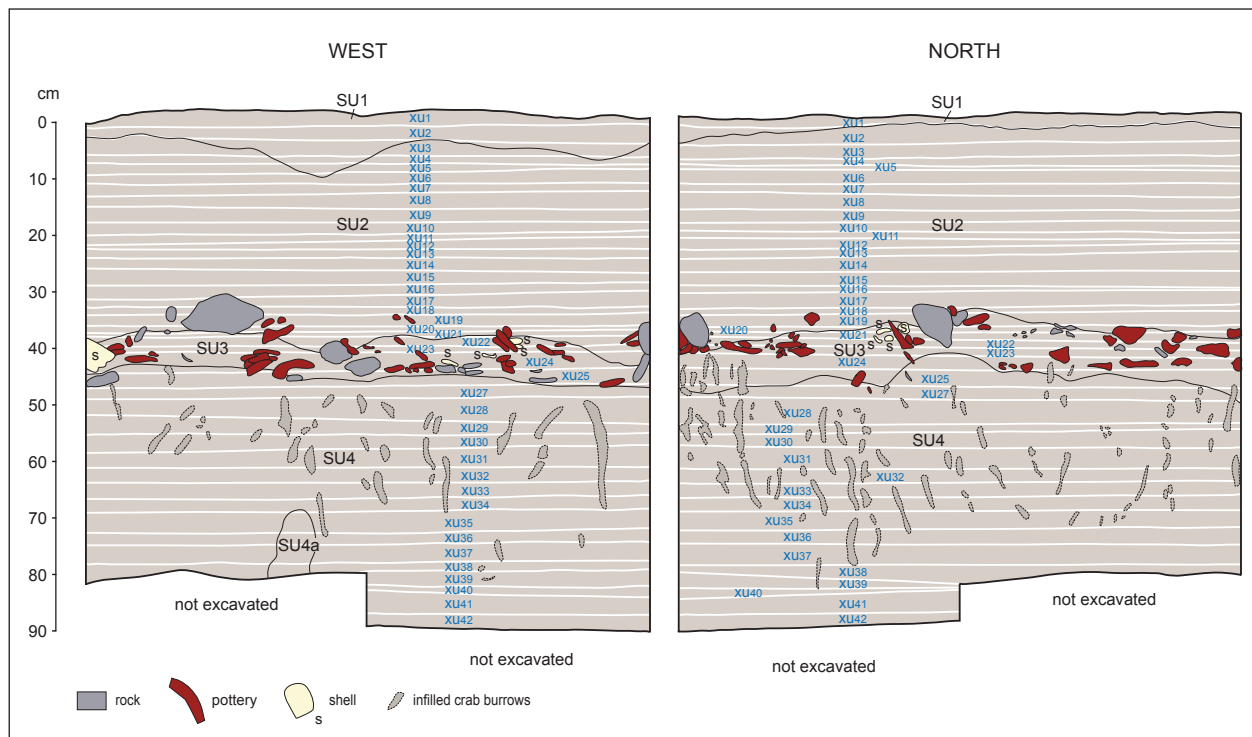 WEST
NORTH
cm
SU1
SU1
0
10
20
30
40
50
60
70
80
90
XU1
XU2
XU3
XU4
XU5
XU6
XU7
XU8
XU9
SU2
XU10
XU11
XU12
XU13
XU14
XU15
XU16
XU17
XU18
XU19
XU20
XU21
XU22
SU3
XU23
s
s
s
s
XU24
XU25
XU27
XU28
XU29
XU30
SU4
XU31
XU32
XU33
XU34
XU35
XU36
SU4a
XU37
XU38
XU39
XU40
XU41
XU42
not excavated
not excavated
XU1
XU2
XU3
XU4
XU5
XU6
XU7
XU8
XU9
XU10
SU2
XU11
XU12
XU13
XU14
XU15
XU16
XU17
XU18
XU19
s
s
XU20
XU21
s
s
XU22
SU3
XU23
XU24
XU25
XU27
XU28
XU29
XU30
SU4
XU31
XU32
XU33
XU34
XU35
XU36
XU37
XU38
XU39
XU40
XU41
XU42
not excavated
not excavated
rock
pottery
shell
s
infilled crab burrows